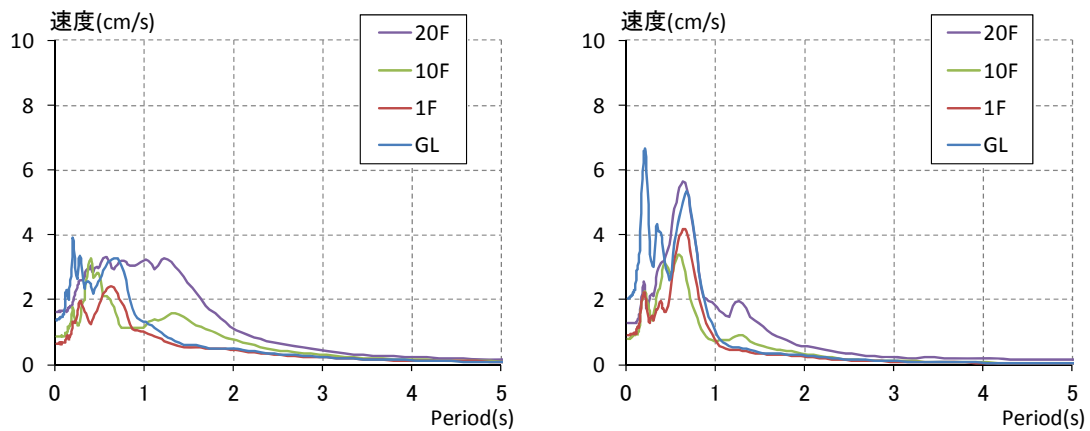 速度(cm/s)
10
8
6
4
2
0
0 1 2 3 4 5
Period(s)
20F
10F
1F
GL
速度(cm/s)
10
8
6
4
2
0
0 1 2 3 4 5
Period(s)
20F
10F
1F
GL